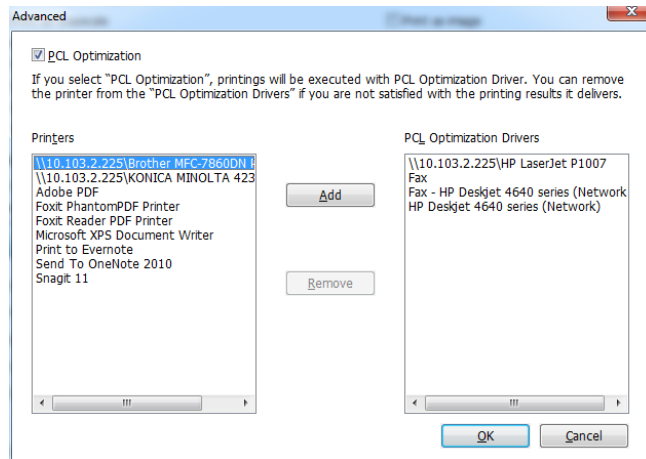 Advanced
Print as image
PCL Optimization
If you select “PCL Optimization”, printings will be executed with PCL Optimization Driver. You can remove
the printer from the “PCL Optimization Drivers” if you are not satisfied with the printing results it delivers.
Printers
\\10.103.2.225\Brother MFC-7860DN
\\10.103.2.225\KONICA MINOLTA 423
Adobe PDF
Foxit PhantomPDF Printer
Foxit Reader PDF Printer
Microsoft XPS Document Writer
Print to Evernote
Send To OneNote 2010
Snagit 11
Add
Remove
PCL Optimization Drivers
\\10.103.2.225\HP LaserJet P1007
Fax
Fax - HP Deskjet 4640 series (Network
HP Deskjet 4640 series (Network)
OK
Cancel